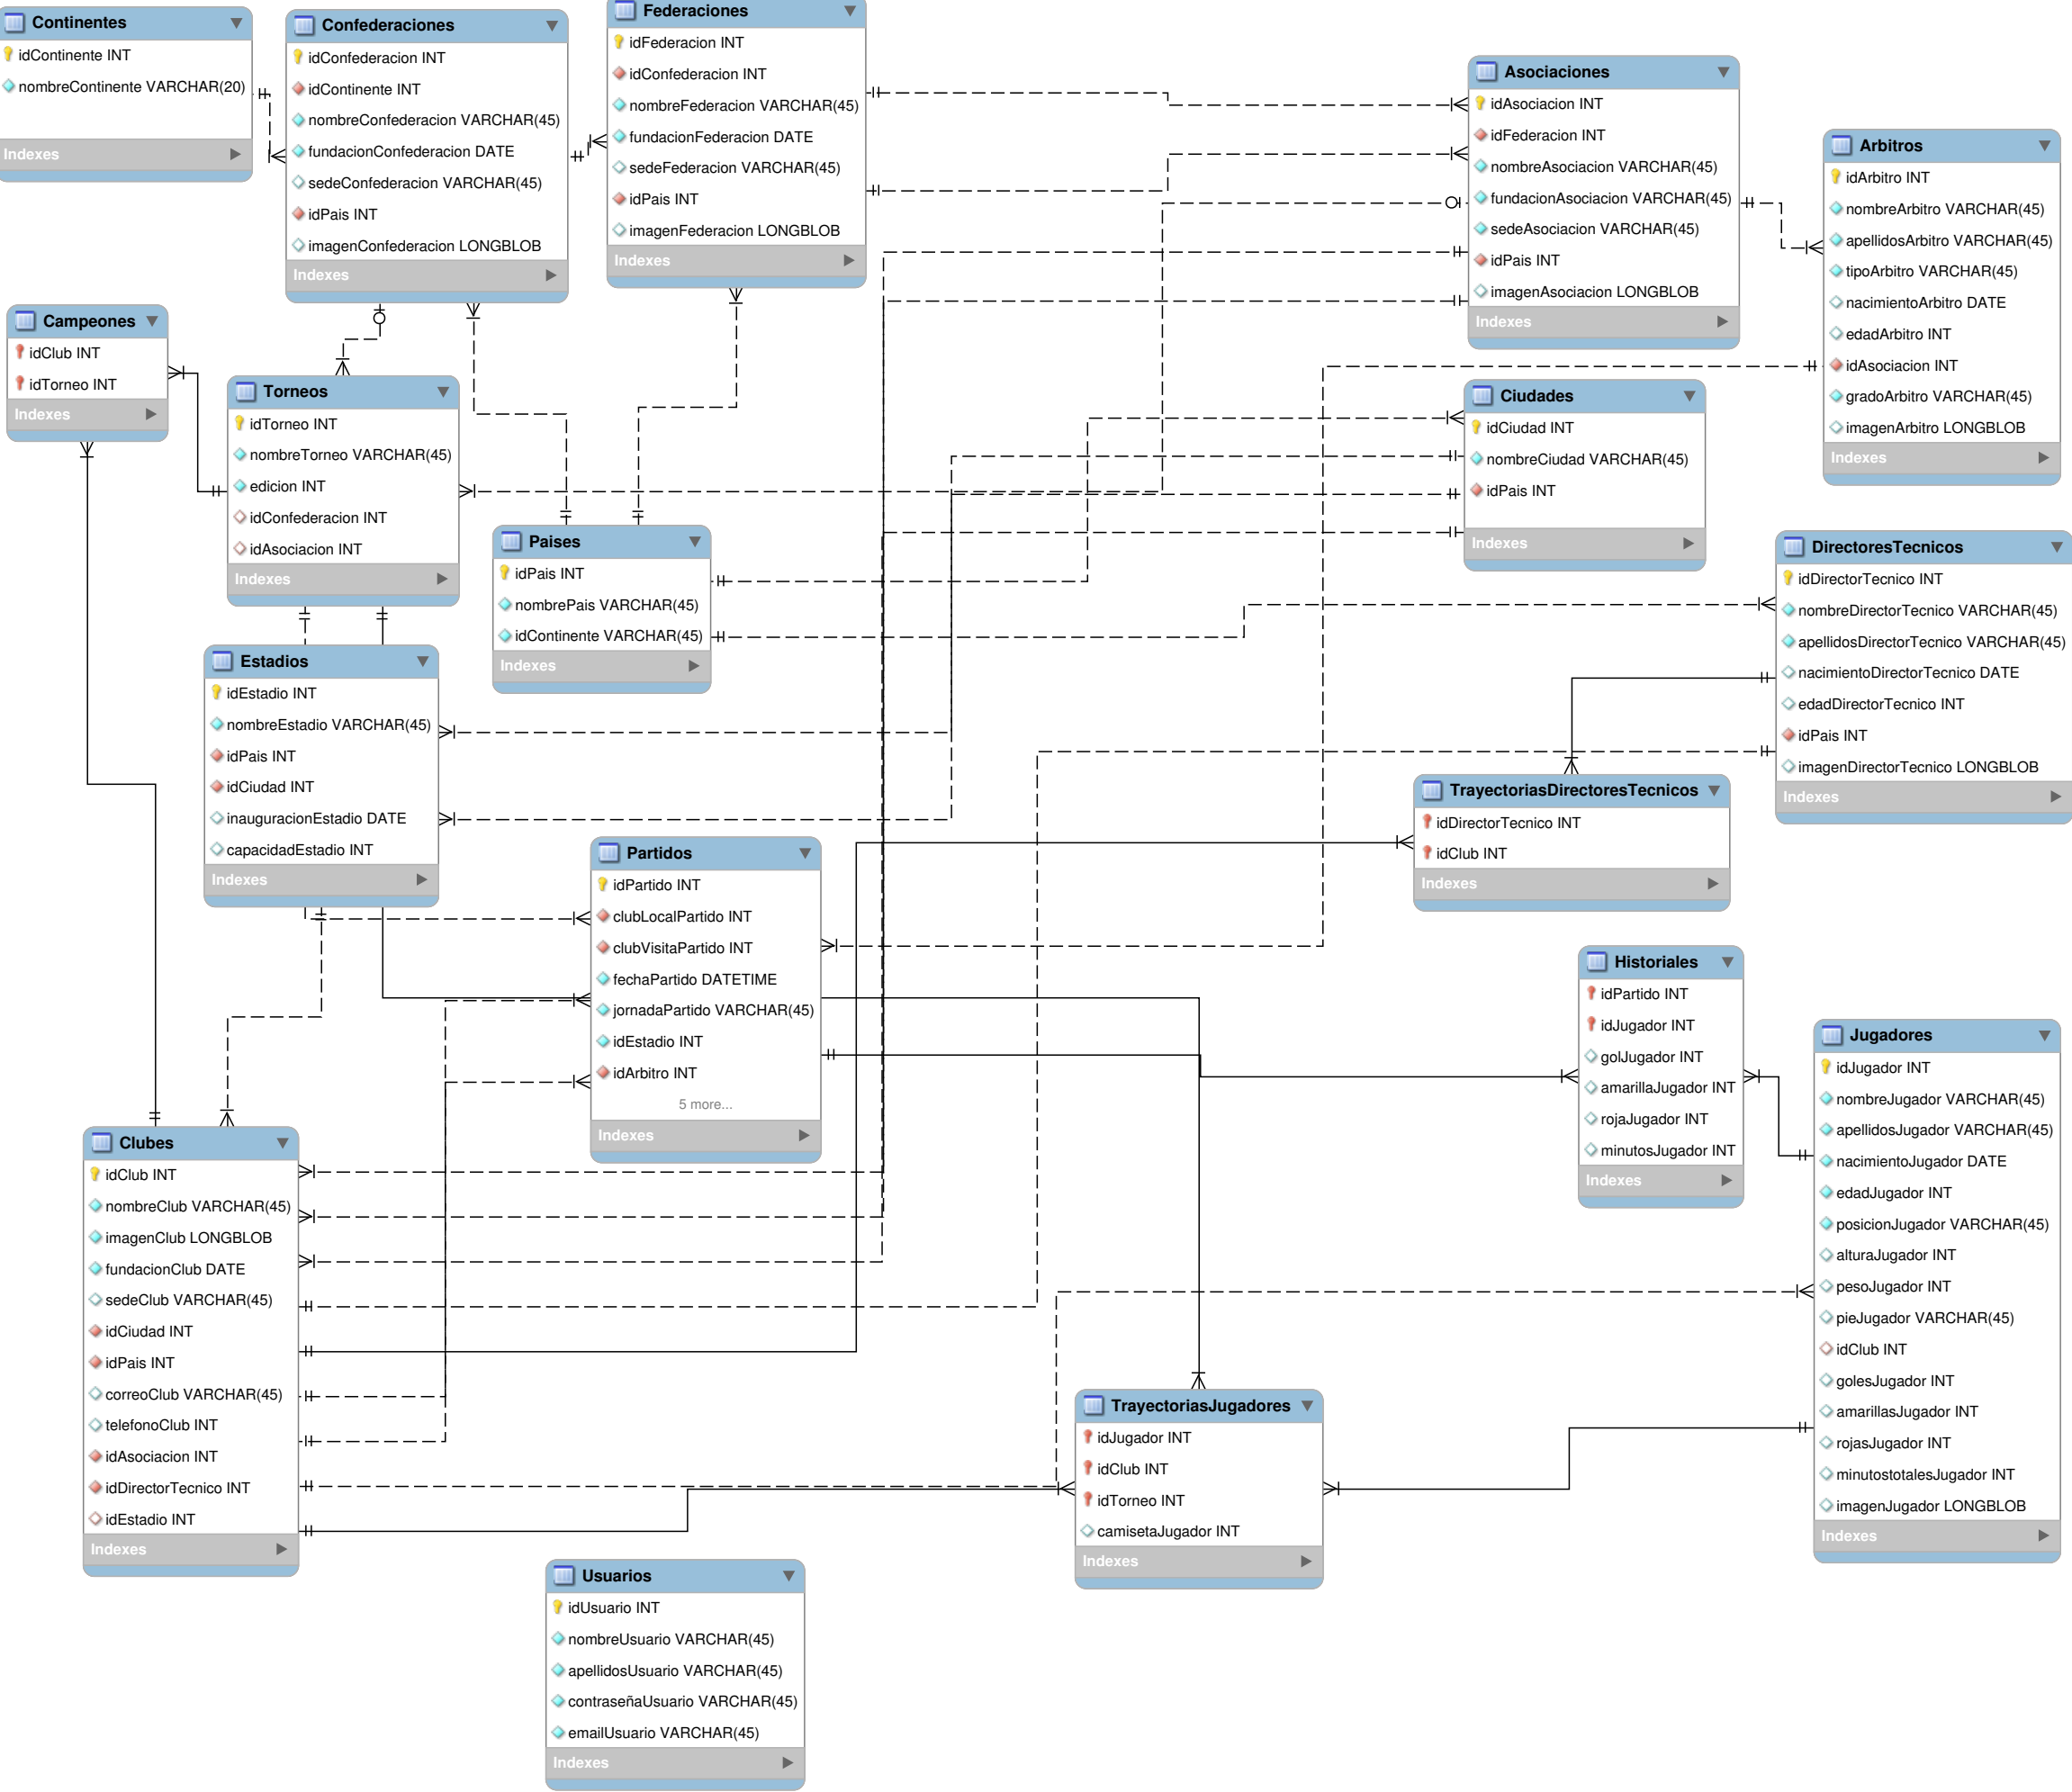 Continentes
idContinente INT
nombreContinente VARCHAR(20)
Indexes
Confederaciones
idConfederacion INT
idContinente INT
nombreConfederacion VARCHAR(45)
fundacionConfederacion DATE
sedeConfederacion VARCHAR(45)
idPais INT
imagenConfederacion LONGBLOB
Indexes
Federaciones
idFederacion INT
idConfederacion INT
nombreFederacion VARCHAR(45)
fundacionFederacion DATE
sedeFederacion VARCHAR(45)
idPais INT
imagenFederacion LONGBLOB
Indexes
Asociaciones
idAsociacion INT
idFederacion INT
nombreAsociacion VARCHAR(45)
fundacionAsociacion VARCHAR(45)
sedeAsociacion VARCHAR(45)
idPais INT
imagenAsociacion LONGBLOB
Indexes
Arbitros
idArbitro INT
nombreArbitro VARCHAR(45)
apellidosArbitro VARCHAR(45)
tipoArbitro VARCHAR(45)
nacimientoArbitro DATE
edadArbitro INT
idAsociacion INT
gradoArbitro VARCHAR(45)
imagenArbitro LONGBLOB
Indexes
Campeones
idClub INT
idTorneo INT
Indexes
Torneos
idTorneo INT
nombreTorneo VARCHAR(45)
edicion INT
idConfederacion INT
idAsociacion INT
Indexes
Ciudades
idCiudad INT
nombreCiudad VARCHAR(45)
idPais INT
Indexes
Paises
idPais INT
nombrePais VARCHAR(45)
idContinente VARCHAR(45)
Indexes
DirectoresTecnicos
idDirectorTecnico INT
nombreDirectorTecnico VARCHAR(45)
apellidosDirectorTecnico VARCHAR(45)
nacimientoDirectorTecnico DATE
edadDirectorTecnico INT
idPais INT
imagenDirectorTecnico LONGBLOB
Indexes
Estadios
idEstadio INT
nombreEstadio VARCHAR(45)
idPais INT
idCiudad INT
inauguracionEstadio DATE
capacidadEstadio INT
Indexes
TrayectoriasDirectoresTecnicos
idDirectorTecnico INT
idClub INT
Indexes
Partidos
idPartido INT
clubLocalPartido INT
clubVisitaPartido INT
fechaPartido DATETIME
jornadaPartido VARCHAR(45)
idEstadio INT
idArbitro INT
5 more...
Indexes
Historiales
idPartido INT
idJugador INT
golJugador INT
amarillaJugador INT
rojaJugador INT
minutosJugador INT
Indexes
Jugadores
idJugador INT
nombreJugador VARCHAR(45)
apellidosJugador VARCHAR(45)
nacimientoJugador DATE
edadJugador INT
posicionJugador VARCHAR(45)
alturaJugador INT
pesoJugador INT
pieJugador VARCHAR(45)
idClub INT
golesJugador INT
amarillasJugador INT
rojasJugador INT
minutostotalesJugador INT
imagenJugador LONGBLOB
Indexes
Clubes
idClub INT
nombreClub VARCHAR(45)
imagenClub LONGBLOB
fundacionClub DATE
sedeClub VARCHAR(45)
idCiudad INT
idPais INT
correoClub VARCHAR(45)
telefonoClub INT
idAsociacion INT
idDirectorTecnico INT
idEstadio INT
Indexes
TrayectoriasJugadores
idJugador INT
idClub INT
idTorneo INT
camisetaJugador INT
Indexes
Usuarios
idUsuario INT
nombreUsuario VARCHAR(45)
apellidosUsuario VARCHAR(45)
contraseñaUsuario VARCHAR(45)
emailUsuario VARCHAR(45)
Indexes